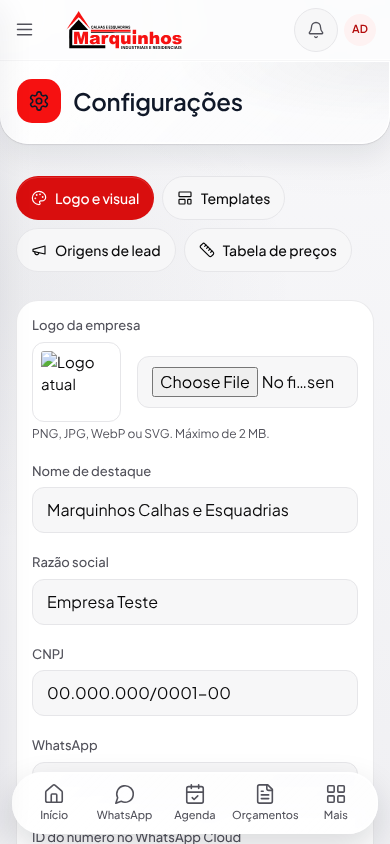 CALHAS E ESQUADRIAS
Marquinhos
INDUSTRIAIS E RESIDENCIAIS
AD
Configurações
Logo e visual
Templates
Origens de lead
Tabela de preços
Logo da empresa
Logo atual
Choose File No fi...sen
PNG, JPG, WebP ou SVG. Máximo de 2 MB.
Nome de destaque
Marquinhos Calhas e Esquadrias
Razão social
Empresa Teste
CNPJ
00.000.000/0001-00
WhatsApp
Início
WhatsApp
Agenda
Orçamentos
Mais
ID do número no WhatsApp Cloud